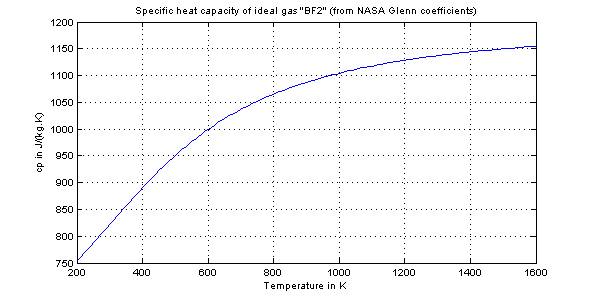 Specific heat capacity of ideal gas "BF2" (from NASA Glenn coefficients)
1200
1150
1100
1050
1000
950
900
850
800
750
cp in J/(kg.K)
200 400 600 800 1000 1200 1400 1600
Temperature in K